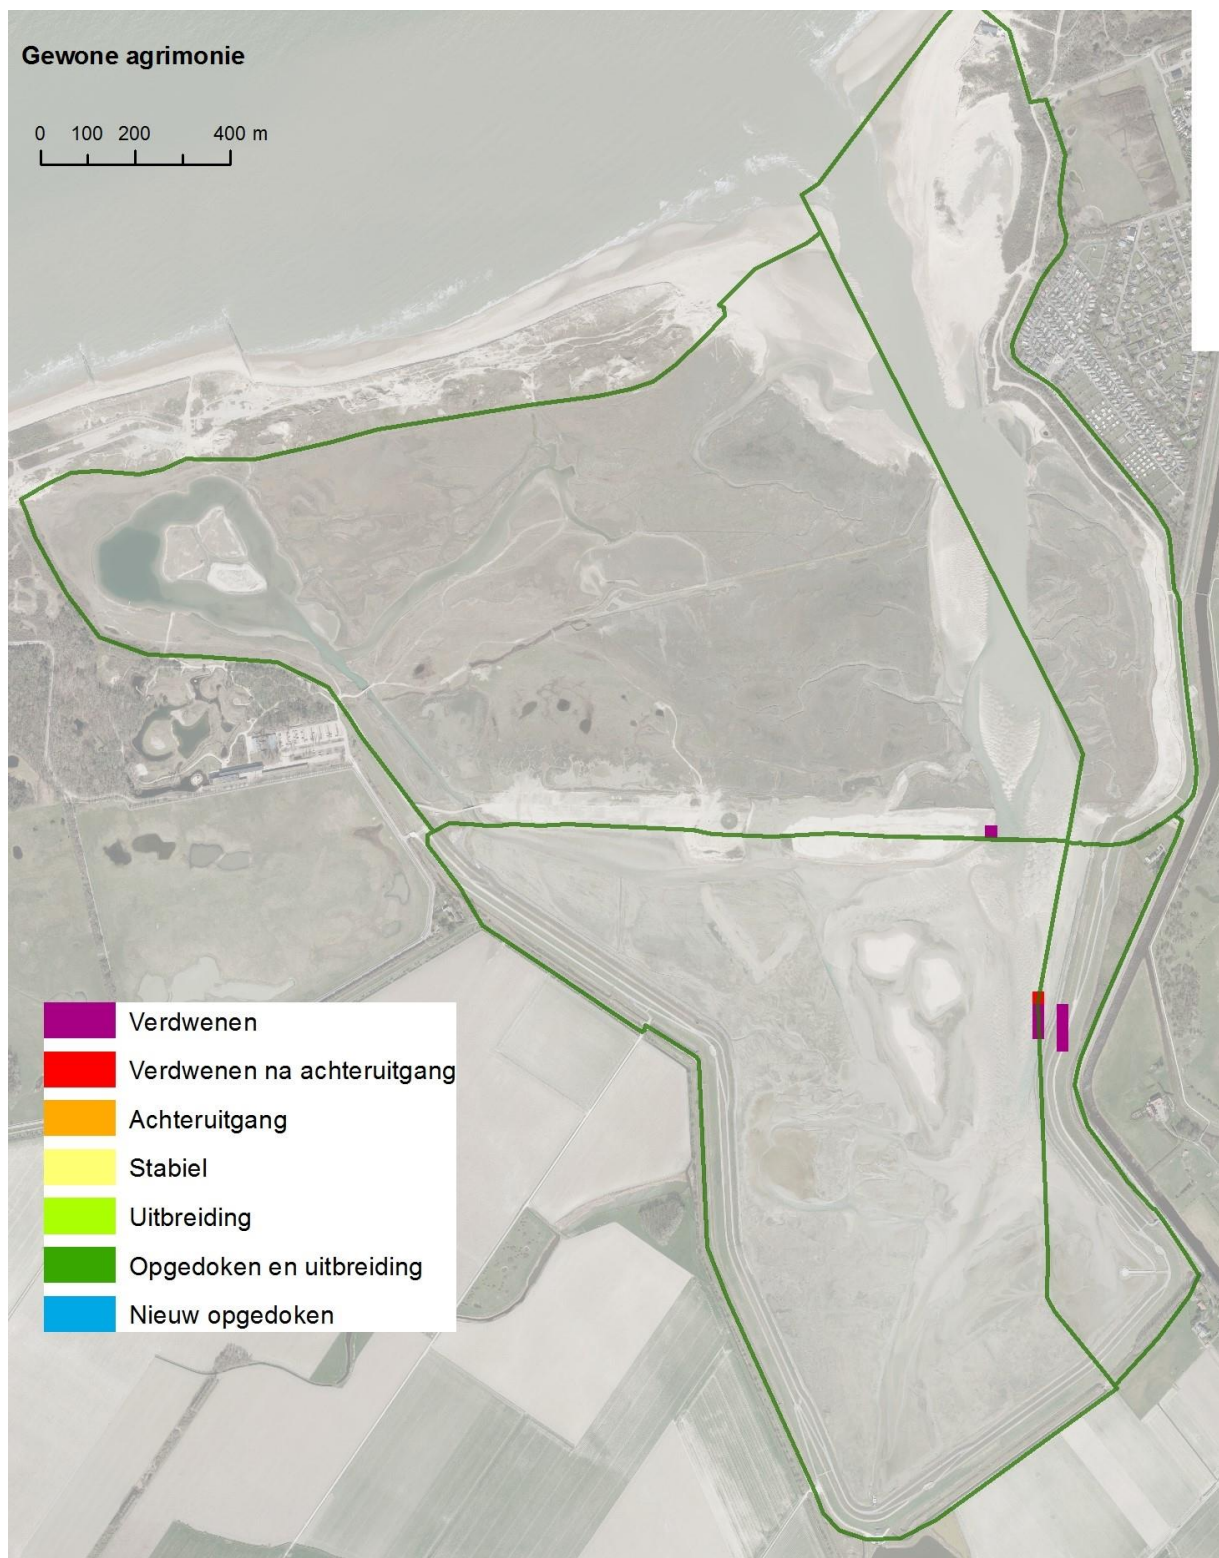 Gewone agrimonie
0 100 200 400 m
Verdwenen
Verdwenen na achteruitgang
Achteruitgang
Stabiel
Uitbreiding
Opgedoken en uitbreiding
Nieuw opgedoken